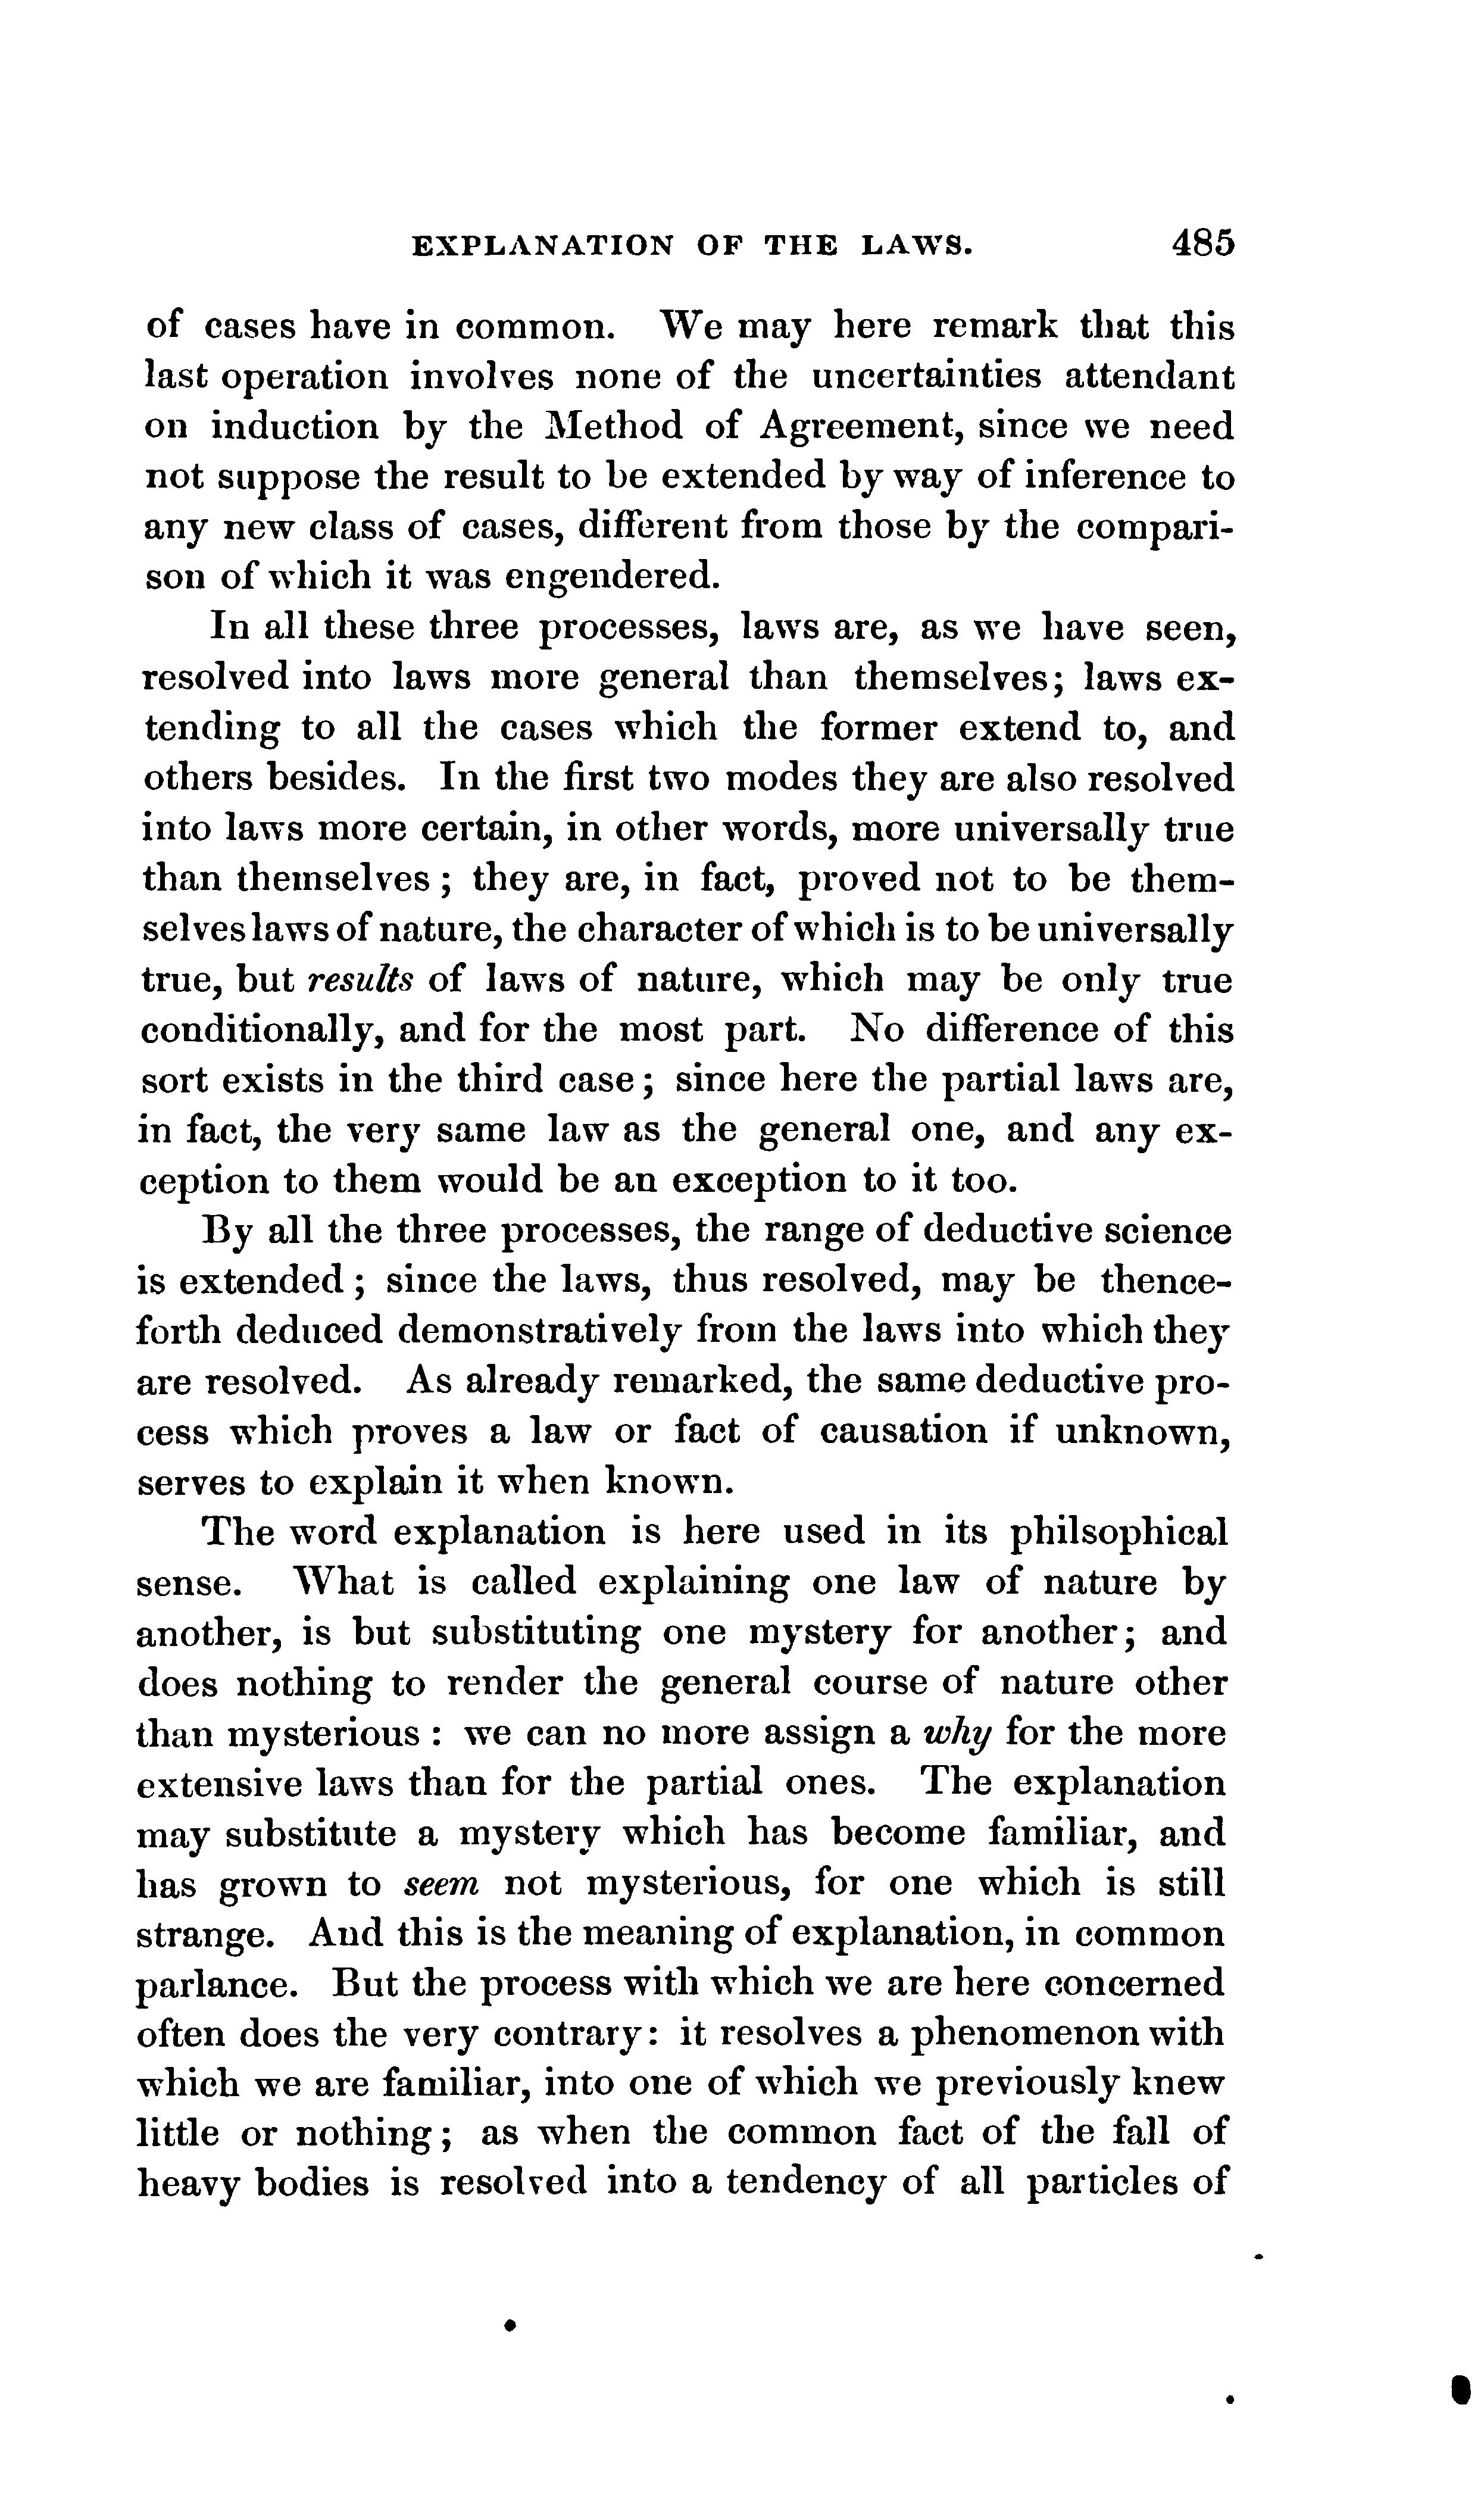 EXPLANATION OF THE LAWS. 485
of cases have in common. We may here remark that this
last operation involves none of the uncertainties attendant
on induction by the Method of Agreement, since we need
not suppose the result to be extended by way of inference to
any new class of cases, different from those by the compari-
son of which it was engendered.
In all these three processes, laws are, as we have seen,
resolved into laws more general than themselves; laws ex-
tending to all the cases which the former extend to, and
others besides. In the first two modes they are also resolved
into laws more certain, in other words, more universally true
than themselves; they are, in fact, proved not to be them-
selves laws of nature, the character of which is to be universally
true, but results of laws of nature, which may be only true
conditionally, and for the most part. No difference of this
sort exists in the third case; since here the partial laws are,
in fact, the very same law as the general one, and any ex-
ception to them would be an exception to it too.
By all the three processes, the range of deductive science
is extended; since the laws, thus resolved, may be thence-
forth deduced demonstratively from the laws into which they
are resolved. As already remarked, the same deductive pro-
cess which proves a law or fact of causation if unknown,
serves to explain it when known.
The word explanation is here used in its philsophical
sense. What is called explaining one law of nature by
another, is but substituting one mystery for another; and
does nothing to render the general course of nature other
than mysterious: we can no more assign a why for the more
extensive laws than for the partial ones. The explanation
may substitute a mystery which has become familiar, and
has grown to seem not mysterious, for one which is still
strange. And this is the meaning of explanation, in common
parlance. But the process with which we are here concerned
often does the very contrary: it resolves a phenomenon with
which we are familiar, into one of which we previously knew
little or nothing; as when the common fact of the fall of
heavy bodies is resolved into a tendency of all particles of